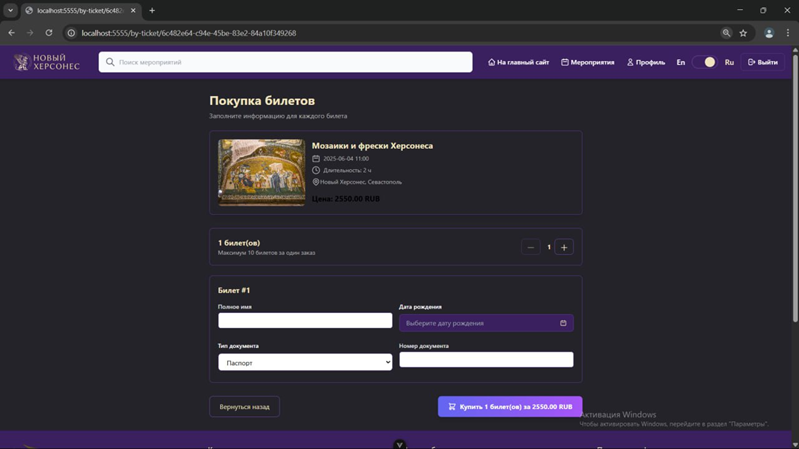 localhost:5555/by-ticket/6c482
localhost:5555/by-ticket/6c482e64-c94e-45be-83e2-84a10f349268
НОВЫЙ
ХЕРСОНЕС
Поиск мероприятий
На главный сайт
Мероприятия
Профиль
En
Ru
Выйти
Покупка билетов
Заполните информацию для каждого билета
Мозаики и фрески Херсонеса
2025-06-04 11:00
Длительность: 2 ч
Новый Херсонес, Севастополь
Цена: 2550.00 RUB
1 билет(ов)
Максимум 10 билетов за один заказ
1
Билет #1
Полное имя
Дата рождения
Выберите дату рождения
Тип документа
Номер документа
Паспорт
Вернуться назад
Купить 1 билет(ов) за 2550.00 RUB
Активация Windows
Чтобы активировать Windows, перейдите в раздел "Параметры".